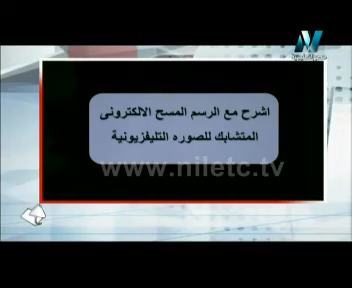 اشرح مع الرسم المسح الالكترونى
المتشابك للصوره التليفزيونية
www.niletc.tv